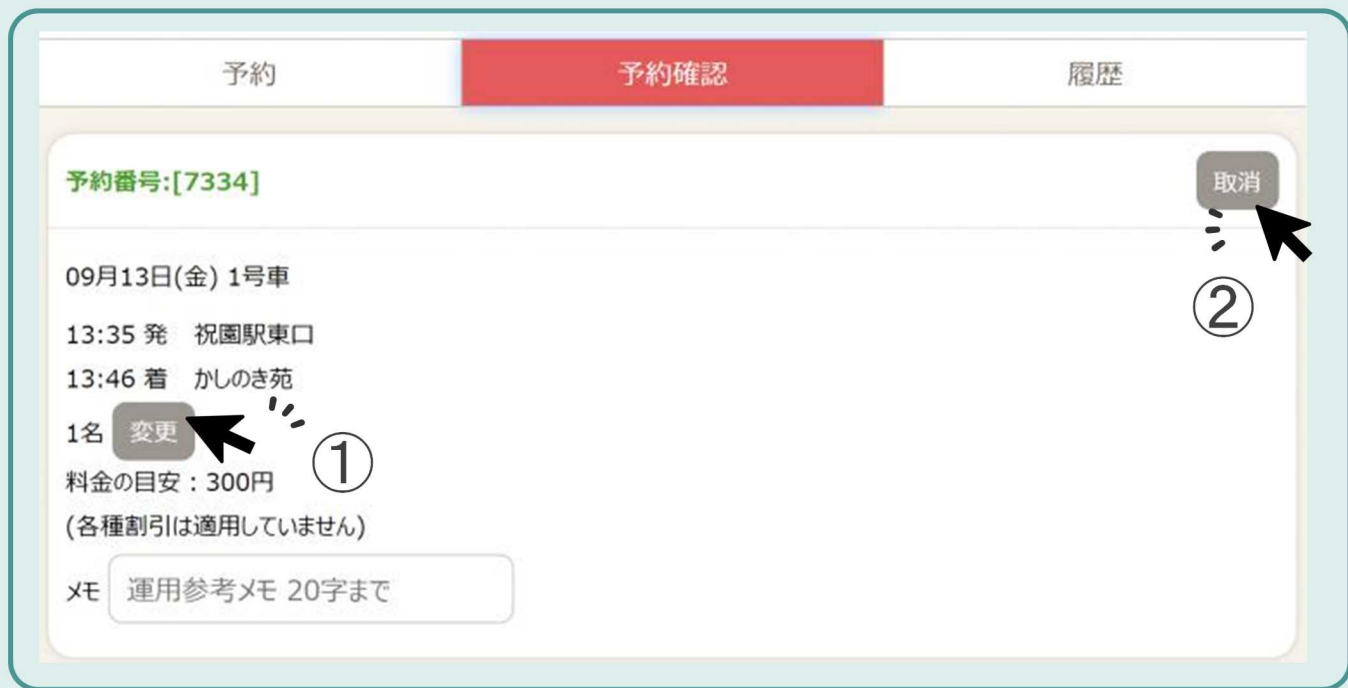 予約 予約確認 履歴
予約番号:[7334] 取消
09月13日(金) 1号車
②
13:35 発 祝園駅東口
13:46 着 かしのき苑
1名 変更
①
料金の目安：300円
(各種割引は適用していません)
メモ 運用参考メモ 20字まで